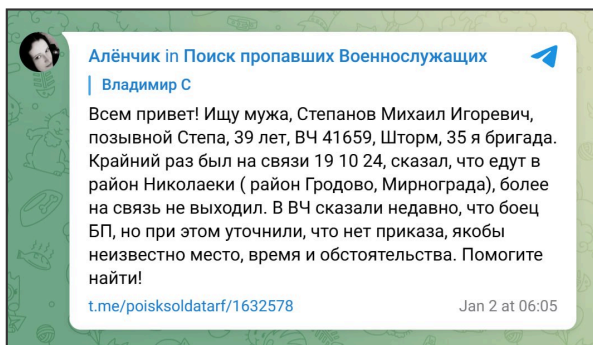 Алёнчик in Поиск пропавших Военнослужащих
Владимир С
Всем привет! Ищу мужа, Степанов Михаил Игоревич,
позывной Степа, 39 лет, ВЧ 41659, Шторм, 35 я бригада.
Крайний раз был на связи 19 10 24, сказал, что едут в
район Николаеки ( район Гродово, Мирнограда), более
на связь не выходил. В ВЧ сказали недавно, что боец
БП, но при этом уточнили, что нет приказа, якобы
неизвестно место, время и обстоятельства. Помогите
найти!
t.me/poisksoldatarf/1632578 Jan 2 at 06:05